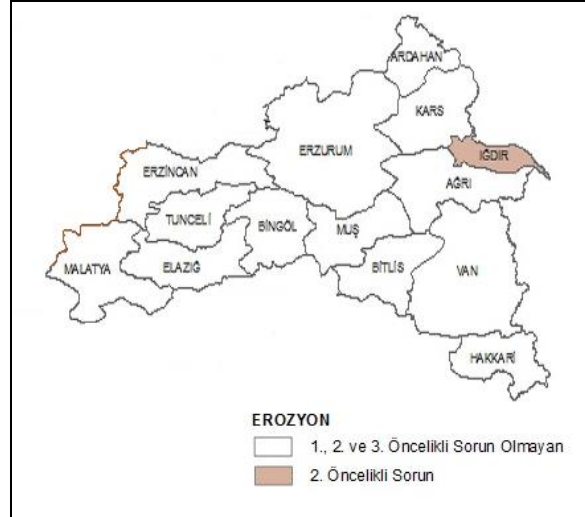 ARDAHAN
KARS
IĞDIR
ERZURUM
AĞRI
ERZİNCAN
TUNCELİ
BİNGÖL
MUŞ
MALATYA
ELAZIĞ
BİTLİS
VAN
HAKKARİ
EROZYON
1., 2. ve 3. Öncelikli Sorun Olmayan
2. Öncelikli Sorun